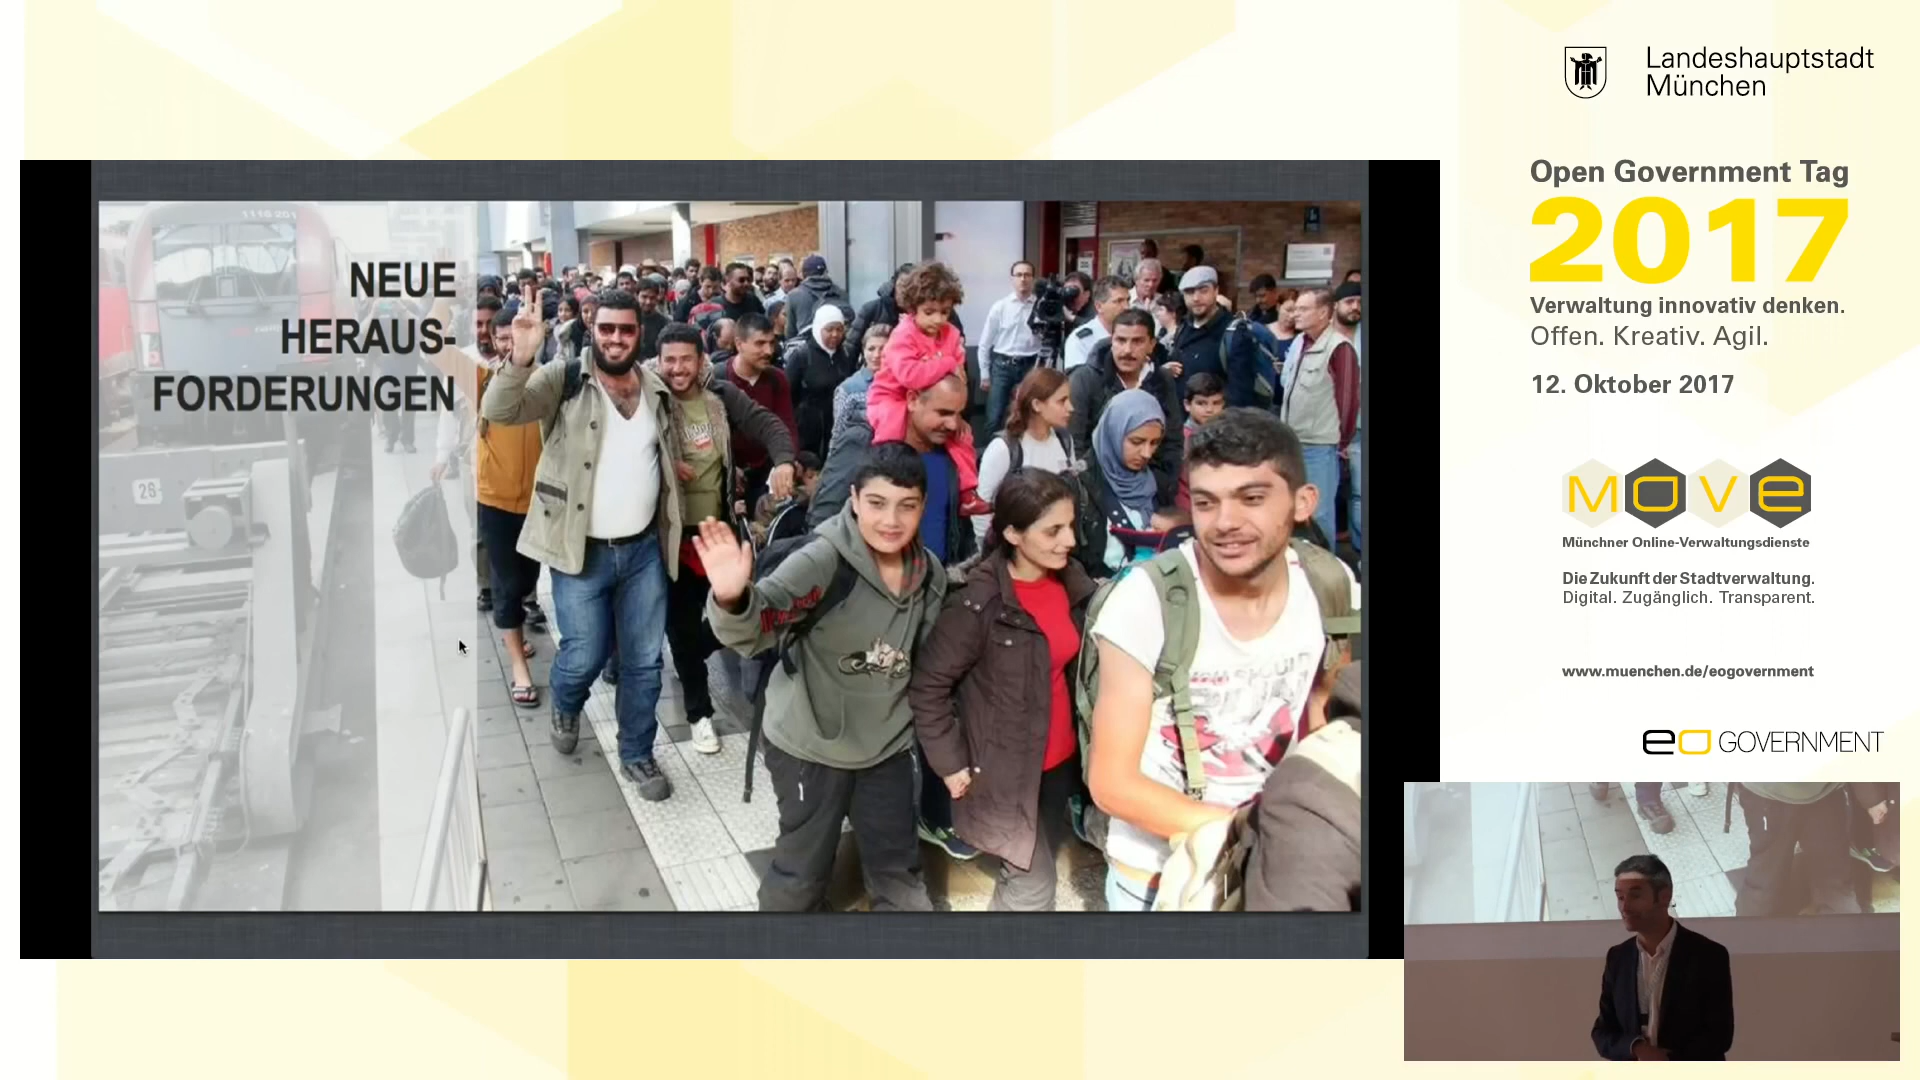 NEUE
HERAUS-
FORDERUNGEN
26
Landeshauptstadt
München
Open Government Tag
2017
Verwaltung innovativ denken.
Offen. Kreativ. Agil.
12. Oktober 2017
MOVE
Münchner Online-Verwaltungsdienste
Die Zukunft der Stadtverwaltung.
Digital. Zugänglich. Transparent.
www.muenchen.de/eogovernment
eo GOVERNMENT